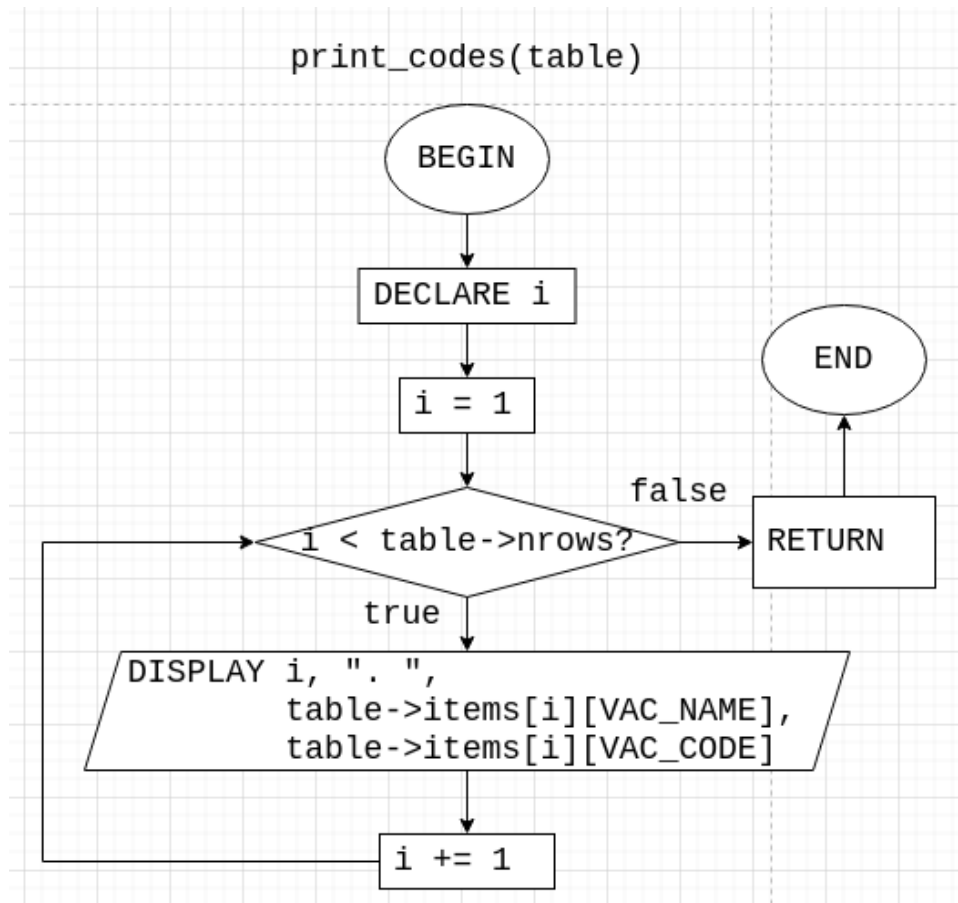 print_codes(table)
BEGIN
DECLARE i
i = 1
i < table->nrows?
false
RETURN
END
true
DISPLAY i, ". ",
table->items[i][VAC_NAME],
table->items[i][VAC_CODE]
i += 1